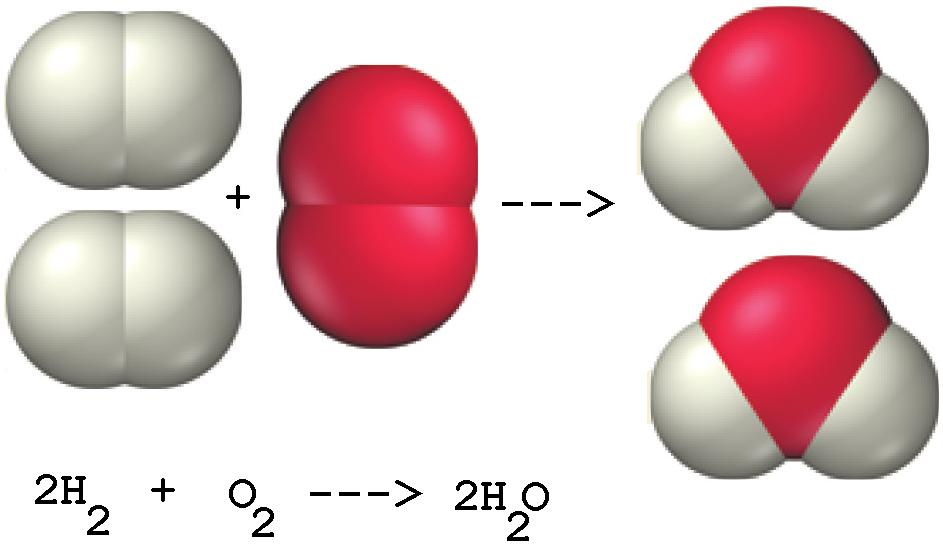 + --->
2H2 + O2 ---> 2H2O